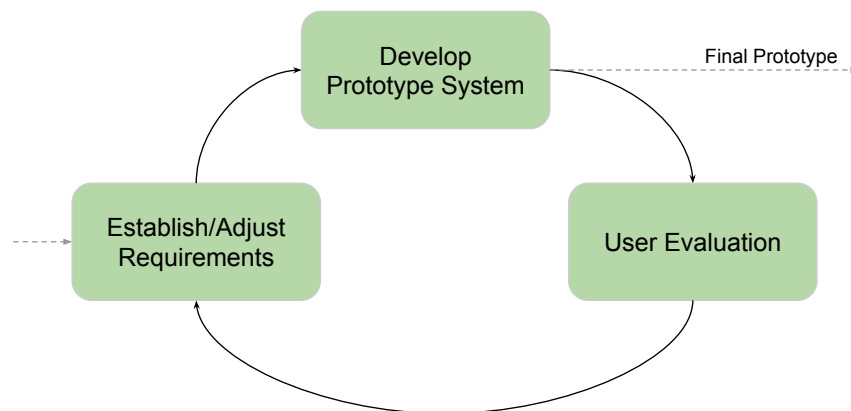 Develop
Prototype System
Final Prototype
Establish/Adjust
Requirements
User Evaluation